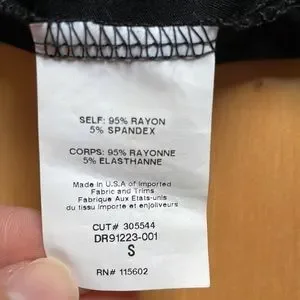 SELF: 95% RAYON
5% SPANDEX
CORPS: 95% RAYONNE
5% ELASTHANNE
Made in U.S.A of Imported
Fabric and Trims
Fabrique Aux Etats-unis
du tissu importe et enjoliveurs
CUT# 305544
DR91223-001
S
RN# 115602